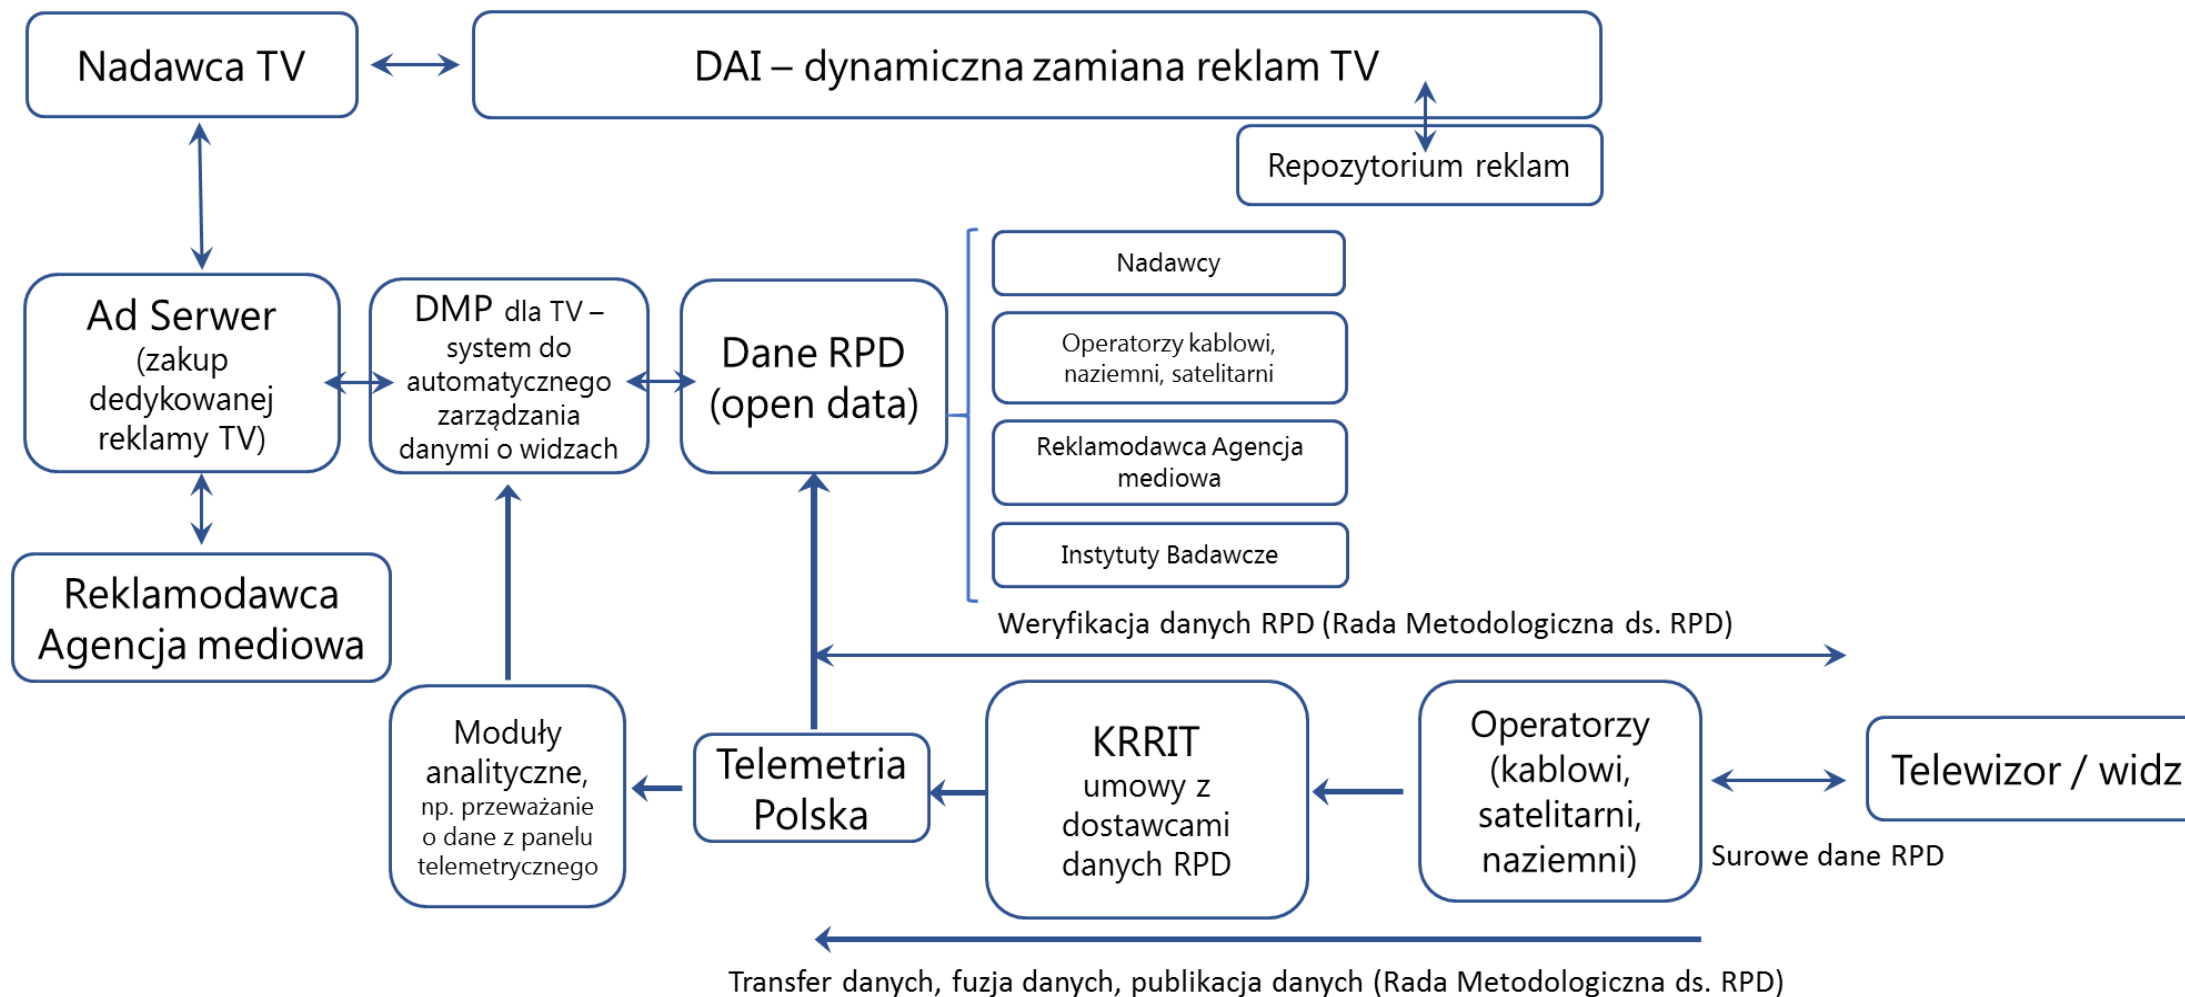 Nadawca TV
DAI – dynamiczna zamiana reklam TV
Repozytorium reklam
Ad Serwer
(zakup
dedykowanej
reklamy TV)
DMP dla TV –
system do
automatycznego
zarządzania
danymi o widzach
Dane RPD
(open data)
Nadawcy
Operatorzy kablowi,
naziemni, satelitarni
Reklamodawca Agencja
mediowa
Instytuty Badawcze
Reklamodawca
Agencja mediowa
Weryfikacja danych RPD (Rada Metodologiczna ds. RPD)
Moduły
analityczne,
np. przeważanie
o dane z panelu
telemetrycznego
Telemetria
Polska
KRRIT
umowy z
dostawcami
danych RPD
Operatorzy
(kablowi,
satelitarni,
naziemni)
Telewizor / widz
Surowe dane RPD
Transfer danych, fuzja danych, publikacja danych (Rada Metodologiczna ds. RPD)